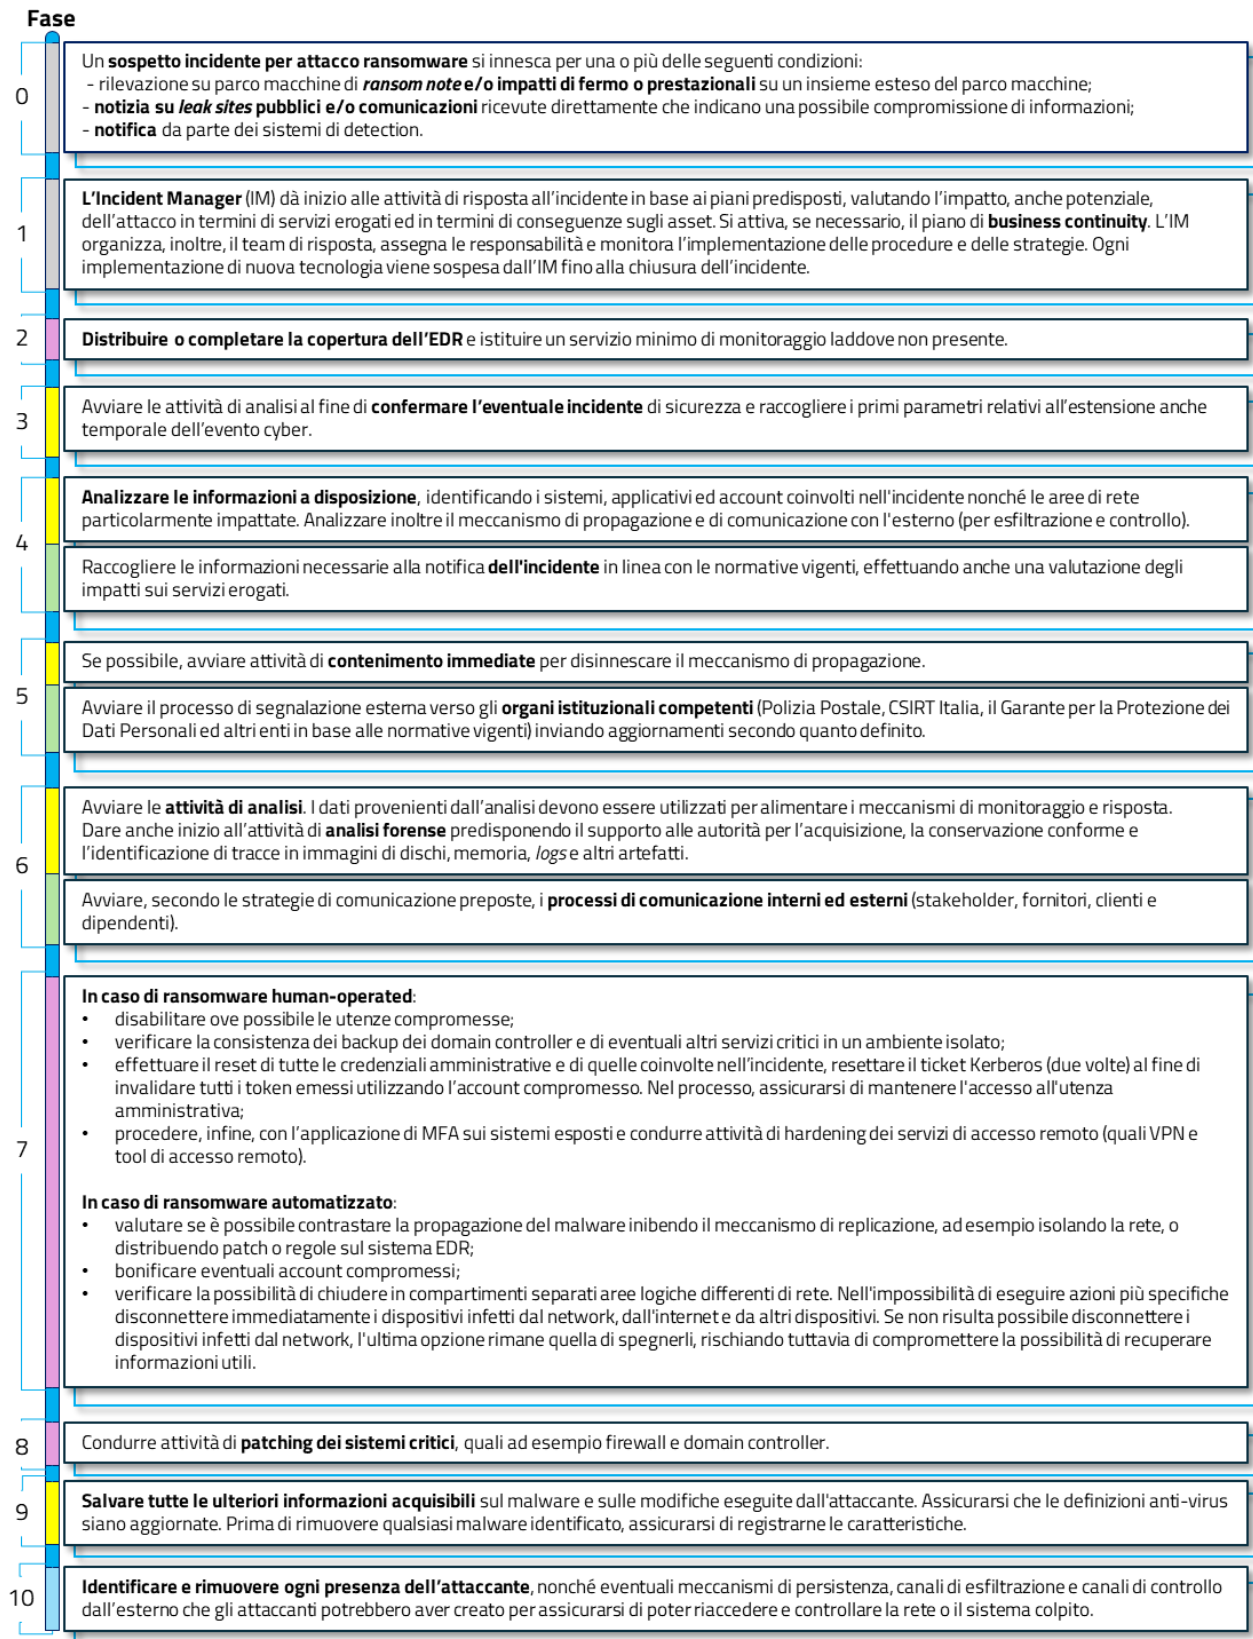 Fase
0
Un sospetto incidente per attacco ransomware si innesca per una o più delle seguenti condizioni:
- rilevazione su parco macchine di ransom note e/o impatti di fermo o prestazionali su un insieme esteso del parco macchine;
- notizia su leak sites pubblici e/o comunicazioni ricevute direttamente che indicano una possibile compromissione di informazioni;
- notifica da parte dei sistemi di detection.
1
L'Incident Manager (IM) dà inizio alle attività di risposta all'incidente in base ai piani predisposti, valutando l'impatto, anche potenziale,
dell'attacco in termini di servizi erogati ed in termini di conseguenze sugli asset. Si attiva, se necessario, il piano di business continuity. L'IM
organizza, inoltre, il team di risposta, assegna le responsabilità e monitora l'implementazione delle procedure e delle strategie. Ogni
implementazione di nuova tecnologia viene sospesa dall'IM fino alla chiusura dell'incidente.
2
Distribuire o completare la copertura dell'EDR e istituire un servizio minimo di monitoraggio laddove non presente.
3
Avviare le attività di analisi al fine di confermare l'eventuale incidente di sicurezza e raccogliere i primi parametri relativi all'estensione anche
temporale dell'evento cyber.
4
Analizzare le informazioni a disposizione, identificando i sistemi, applicativi ed account coinvolti nell'incidente nonché le aree di rete
particolarmente impattate. Analizzare inoltre il meccanismo di propagazione e di comunicazione con l'esterno (per esfiltrazione e controllo).
Raccogliere le informazioni necessarie alla notifica dell'incidente in linea con le normative vigenti, effettuando anche una valutazione degli
impatti sui servizi erogati.
5
Se possibile, avviare attività di contenimento immediate per disinnescare il meccanismo di propagazione.
Avviare il processo di segnalazione esterna verso gli organi istituzionali competenti (Polizia Postale, CSIRT Italia, il Garante per la Protezione dei
Dati Personali ed altri enti in base alle normative vigenti) inviando aggiornamenti secondo quanto definito.
6
Avviare le attività di analisi. I dati provenienti dall'analisi devono essere utilizzati per alimentare i meccanismi di monitoraggio e risposta.
Dare anche inizio all'attività di analisi forense predisponendo il supporto alle autorità per l'acquisizione, la conservazione conforme e
l'identificazione di tracce in immagini di dischi, memoria, logs e altri artefatti.
Avviare, secondo le strategie di comunicazione preposte, i processi di comunicazione interni ed esterni (stakeholder, fornitori, clienti e
dipendenti).
7
In caso di ransomware human-operated:
• disabilitare ove possibile le utenze compromesse;
• verificare la consistenza dei backup dei domain controller e di eventuali altri servizi critici in un ambiente isolato;
• effettuare il reset di tutte le credenziali amministrative e di quelle coinvolte nell'incidente, resettare il ticket Kerberos (due volte) al fine di
invalidare tutti i token emessi utilizzando l'account compromesso. Nel processo, assicurarsi di mantenere l'accesso all'utenza
amministrativa;
• procedere, infine, con l'applicazione di MFA sui sistemi esposti e condurre attività di hardening dei servizi di accesso remoto (quali VPN e
tool di accesso remoto).
In caso di ransomware automatizzato:
• valutare se è possibile contrastare la propagazione del malware inibendo il meccanismo di replicazione, ad esempio isolando la rete, o
distribuendo patch o regole sul sistema EDR;
• bonificare eventuali account compromessi;
• verificare la possibilità di chiudere in compartimenti separati aree logiche differenti di rete. Nell'impossibilità di eseguire azioni più specifiche
disconnettere immediatamente i dispositivi infetti dal network, dall'internet e da altri dispositivi. Se non risulta possibile disconnettere i
dispositivi infetti dal network, l'ultima opzione rimane quella di spegnerli, rischiando tuttavia di compromettere la possibilità di recuperare
informazioni utili.
8
Condurre attività di patching dei sistemi critici, quali ad esempio firewall e domain controller.
9
Salvare tutte le ulteriori informazioni acquisibili sul malware e sulle modifiche eseguite dall'attaccante. Assicurarsi che le definizioni anti-virus
siano aggiornate. Prima di rimuovere qualsiasi malware identificato, assicurarsi di registrarne le caratteristiche.
10
Identificare e rimuovere ogni presenza dell'attaccante, nonché eventuali meccanismi di persistenza, canali di esfiltrazione e canali di controllo
dall'esterno che gli attaccanti potrebbero aver creato per assicurarsi di poter riaccedere e controllare la rete o il sistema colpito.